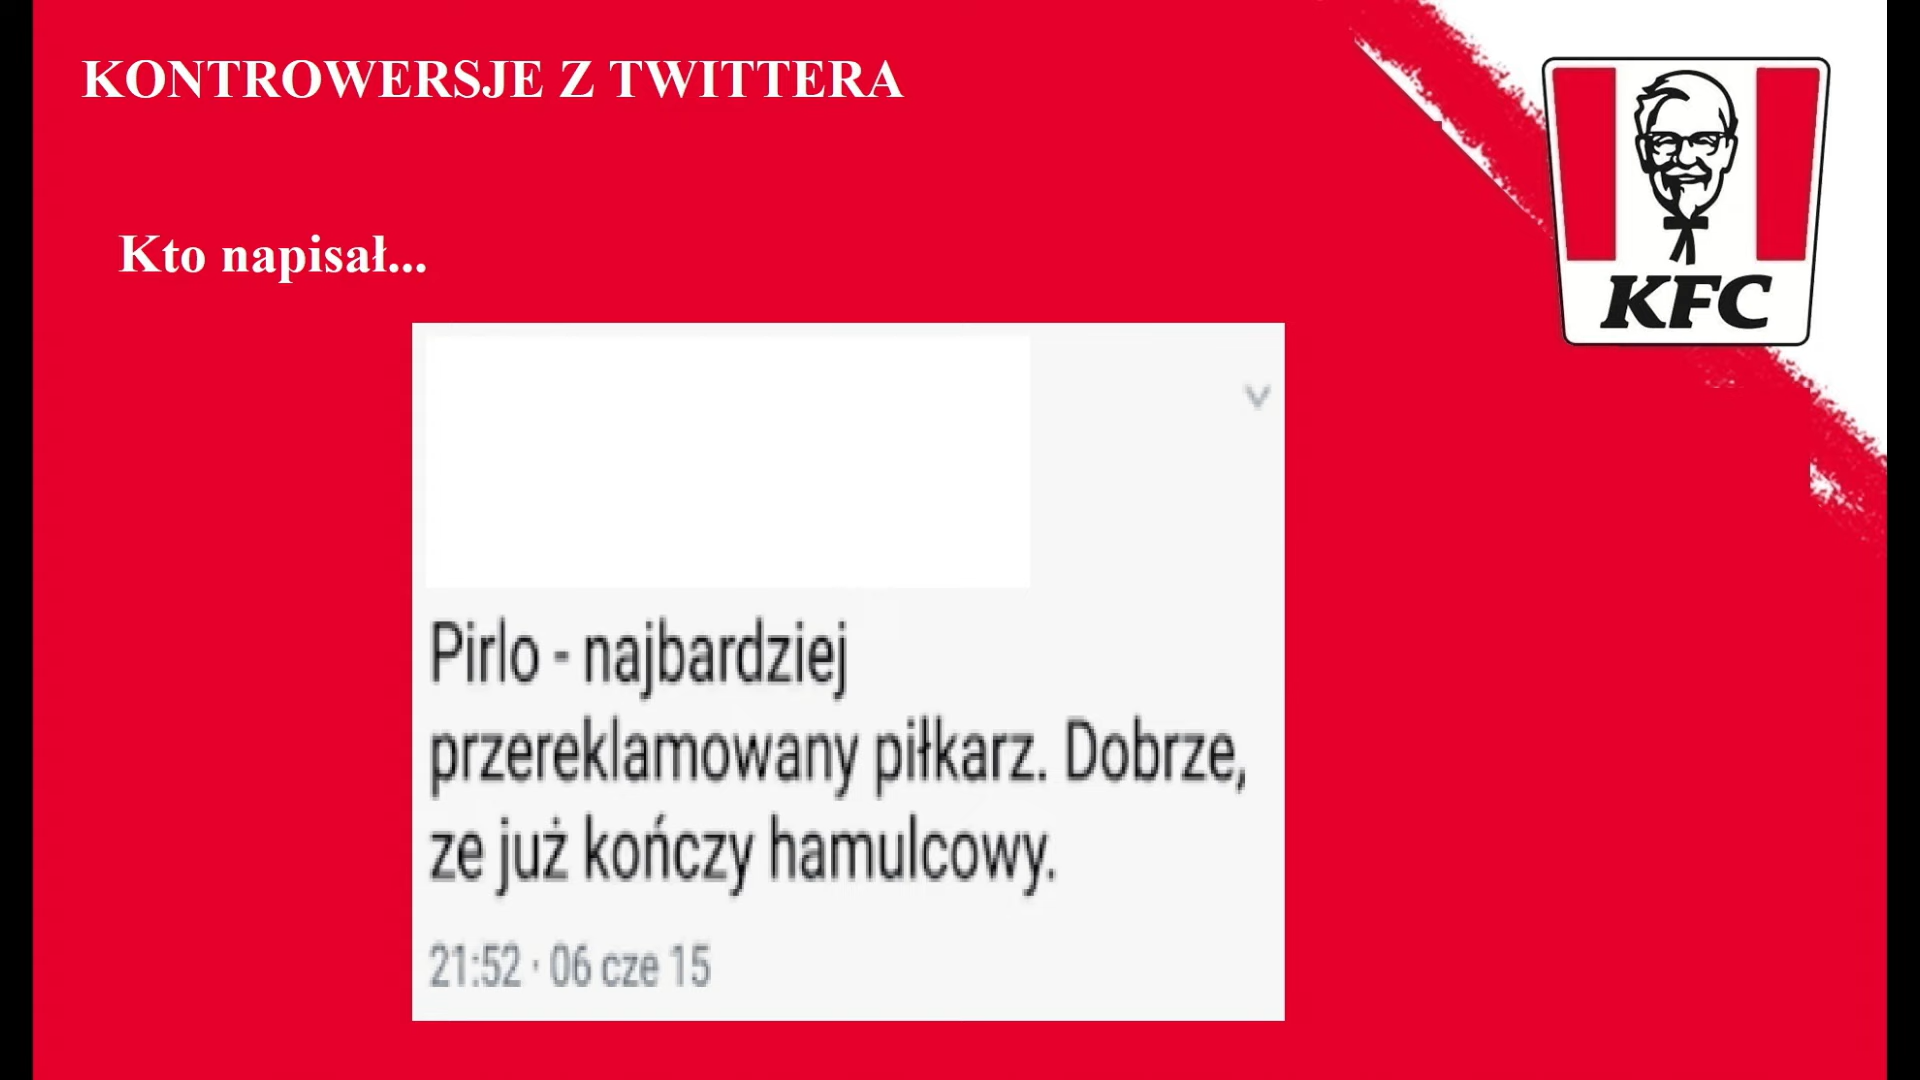 KONTROWERSJE Z TWITTERA
KFC
Kto napisał...
Pirlo - najbardziej
przereklamowany piłkarz. Dobrze,
ze już kończy hamulcowy.
21:52 · 06 cze 15